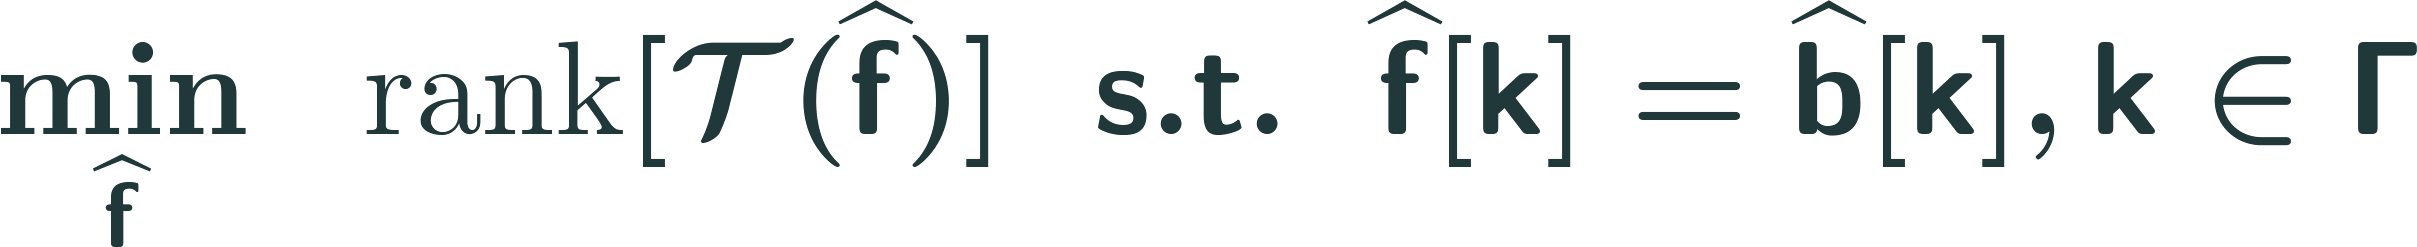 min rank[𝓣(f̂)] s.t. f̂[k] = b̂[k], k ∈ Γ
f̂